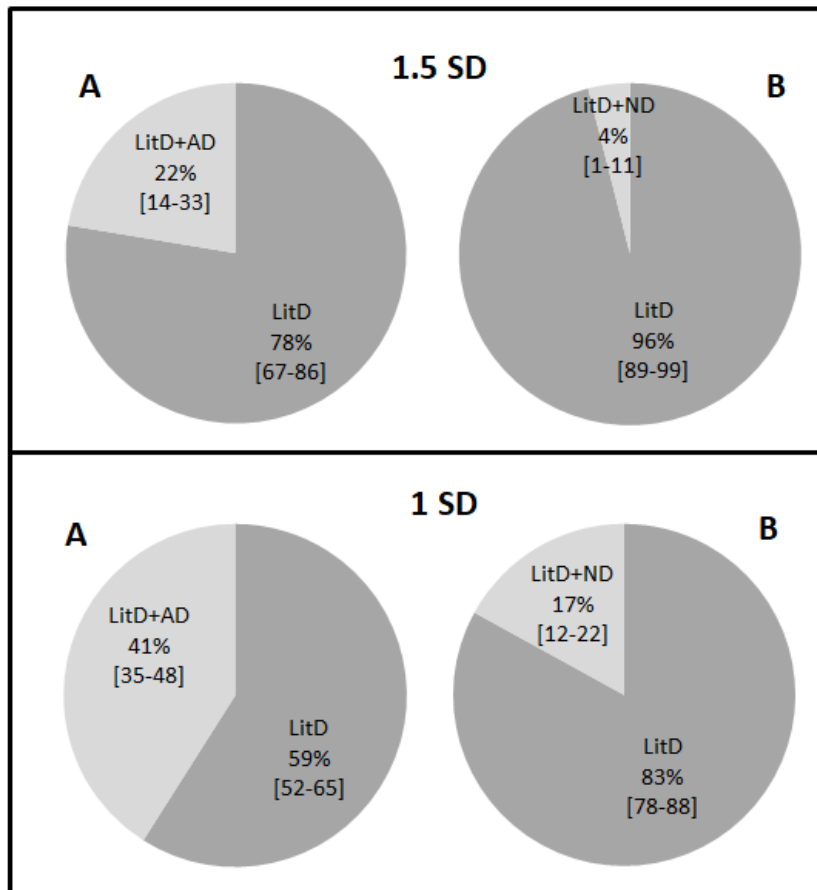 1.5 SD
A
LitD+AD
22%
[14-33]
LitD
78%
[67-86]
B
LitD+ND
4%
[1-11]
LitD
96%
[89-99]
1 SD
A
LitD+AD
41%
[35-48]
LitD
59%
[52-65]
B
LitD+ND
17%
[12-22]
LitD
83%
[78-88]